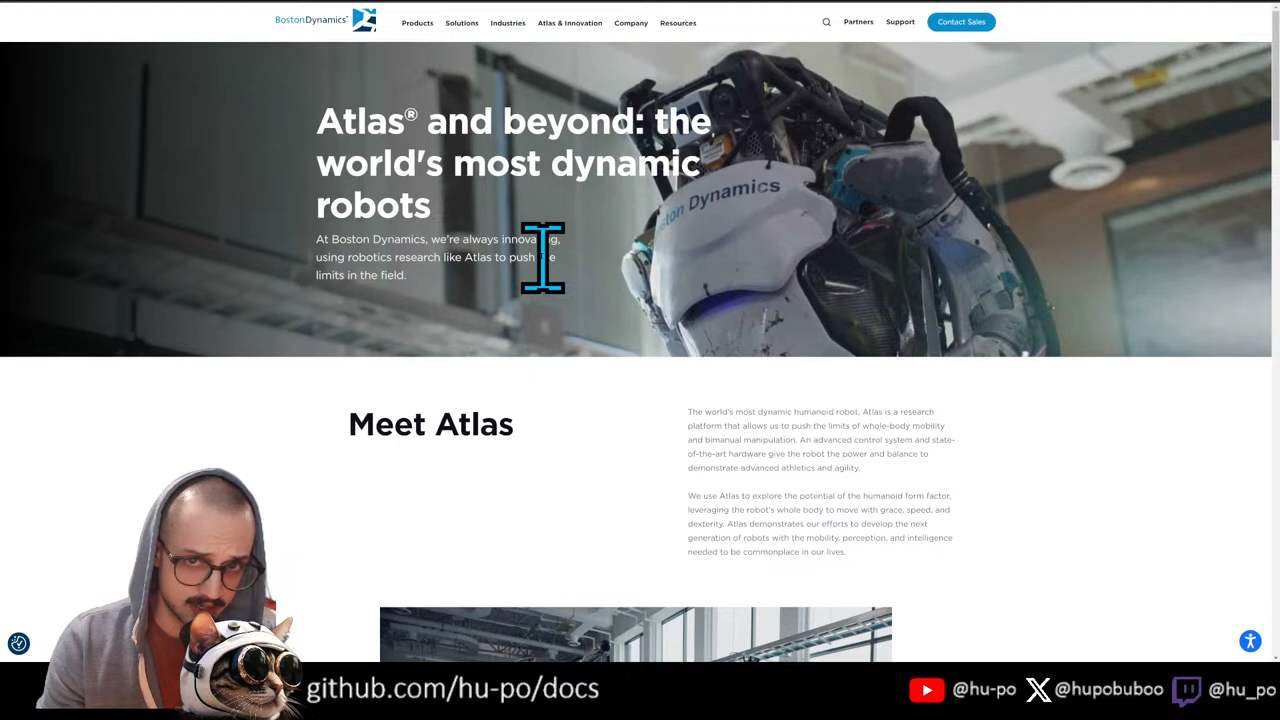 BostonDynamics
Products
Solutions
Industries
Atlas & Innovation
Company
Resources
Partners
Support
Contact Sales
Atlas® and beyond: the
world's most dynamic
robots
At Boston Dynamics, we're always
using robotics research like Atlas to push
limits in the field.
Boston Dynamics
Meet Atlas
The world's most dynamic humanoid robot, Atlas is a research
platform that allows us to push the limits of whole-body mobility
and bimanual manipulation. An advanced control system and state-
of-the-art hardware give the robot the power and balance to
demonstrate advanced athletics and agility.
We use Atlas to explore the potential of the humanoid form factor,
leveraging the robot's whole body to move with grace, speed, and
dexterity. Atlas demonstrates our efforts to develop the next
generation of robots with the mobility, perception, and intelligence
needed to be commonplace in our lives.
github.com/hu-po/docs
@hu-po
@hupobuboo
@hu_po